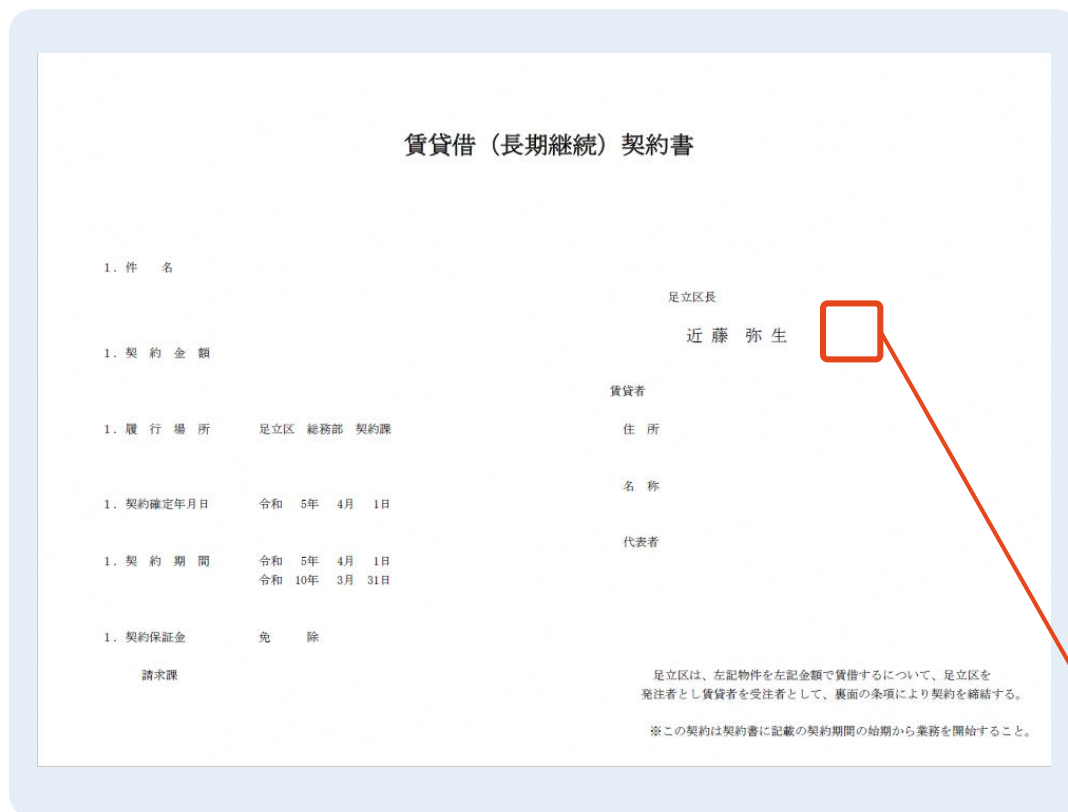 賃貸借（長期継続）契約書
1．件　名
1．契 約 金 額
1．履 行 場 所　足立区　総務部　契約課
1．契約確定年月日　令和　5年　4月　1日
1．契 約 期 間　令和　5年　4月　1日
令和　10年　3月　31日
1．契約保証金　免　　除
請求課
足立区長
近 藤　弥 生
賃貸者
住　所
名　称
代表者
足立区は、左記物件を左記金額で賃借するについて、足立区を
発注者とし賃貸者を受注者として、裏面の条項により契約を締結する。
※この契約は契約書に記載の契約期間の始期から業務を開始すること。